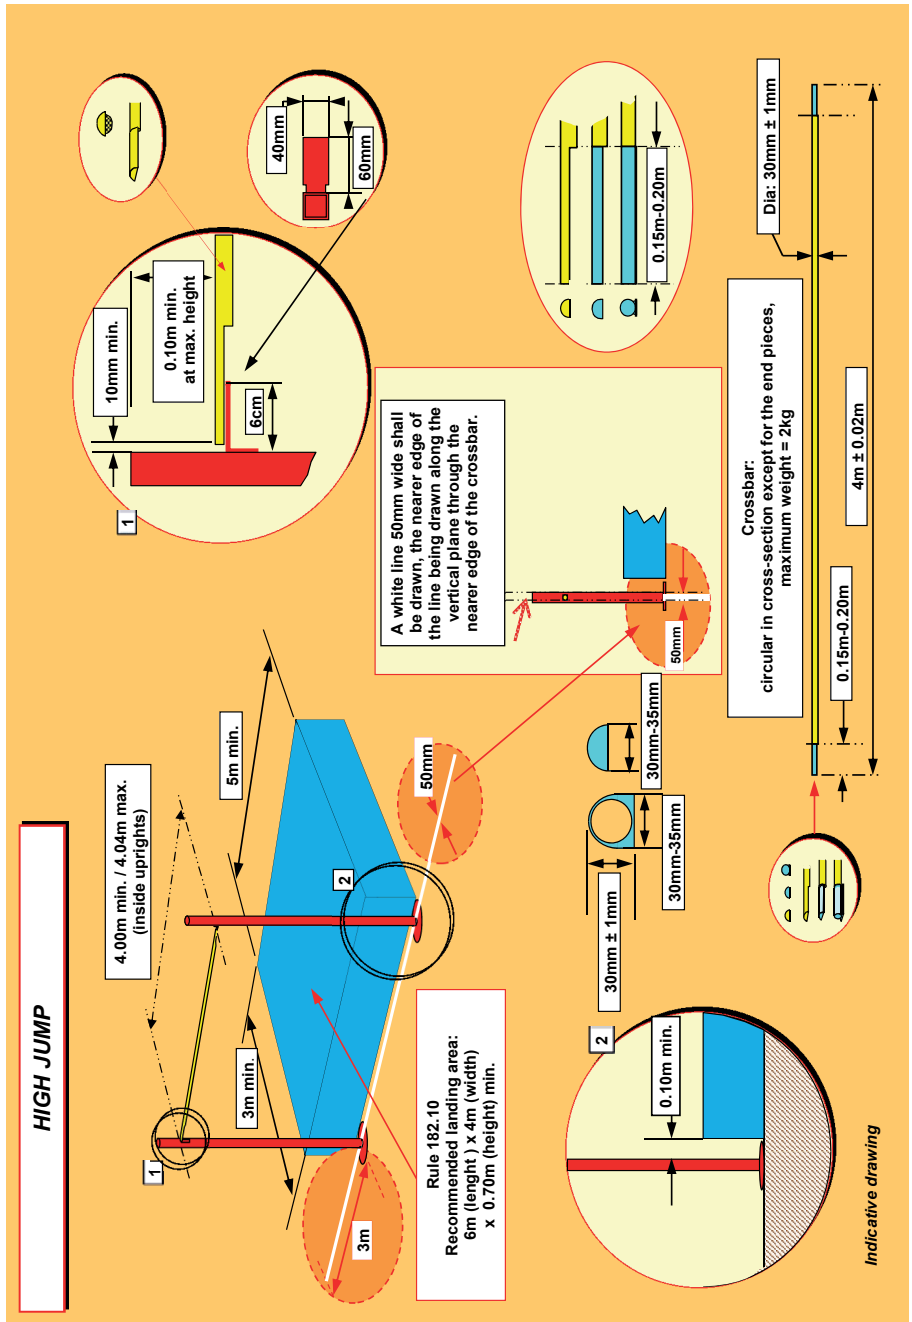 HIGH JUMP
4.00m min. / 4.04m max.
(inside uprights)
5m min.
3m min.
1
2
50mm
3m
Rule 182.10
Recommended landing area:
6m (lenght ) x 4m (width)
x 0.70m (height) min.
1
10mm min.
0.10m min.
at max. height
6cm
40mm
60mm
A white line 50mm wide shall
be drawn, the nearer edge of
the line being drawn along the
vertical plane through the
nearer edge of the crossbar.
50mm
0.15m-0.20m
2
0.10m min.
30mm ± 1mm
30mm-35mm
30mm-35mm
Crossbar:
circular in cross-section except for the end pieces,
maximum weight = 2kg
Dia: 30mm ± 1mm
0.15m-0.20m
4m ± 0.02m
Indicative drawing